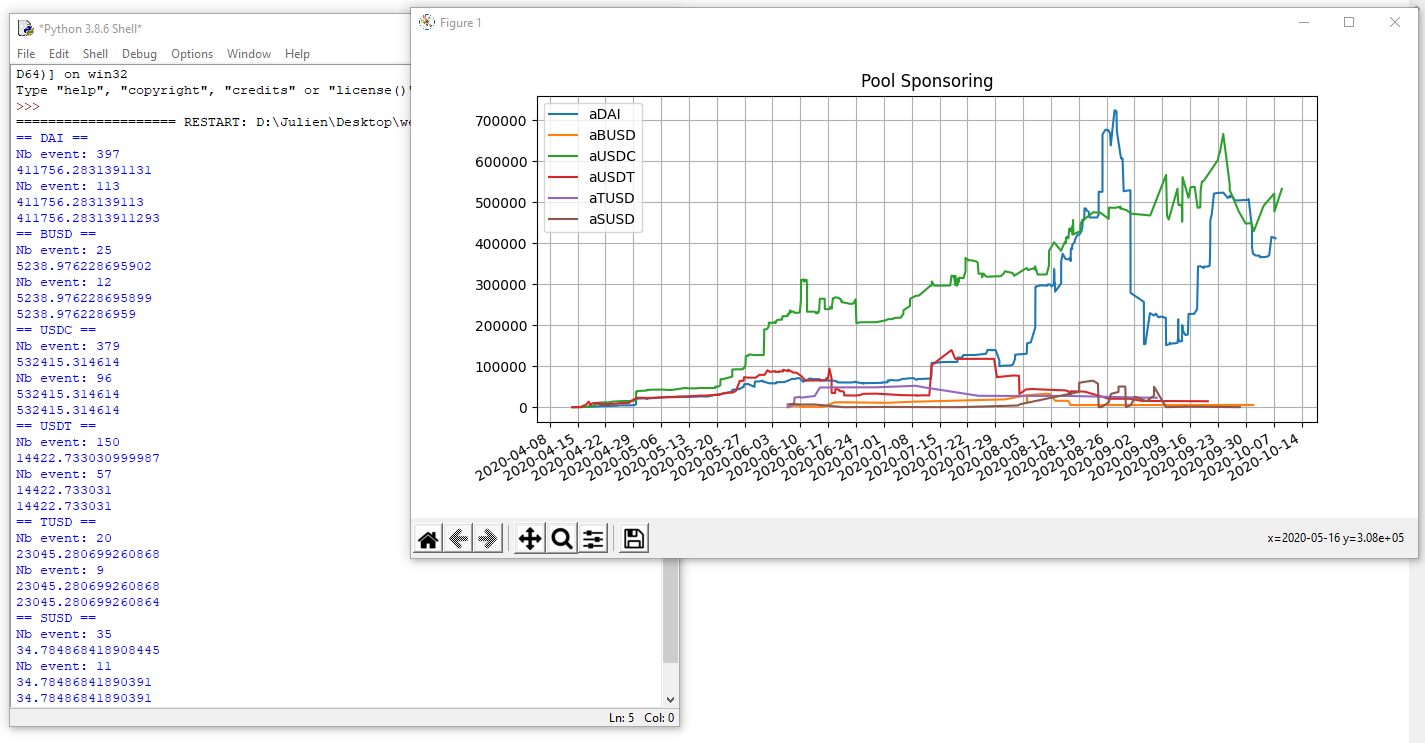 *Python 3.8.6 Shell*
File Edit Shell Debug Options Window Help
D64)] on win32
Type "help", "copyright", "credits" or "license()"
>>>
==================== RESTART: D:\Julien\Desktop\we
== DAI ==
Nb event: 397
411756.2831391131
Nb event: 113
411756.283139113
411756.28313911293
== BUSD ==
Nb event: 25
5238.976228695902
Nb event: 12
5238.976228695899
5238.9762286959
== USDC ==
Nb event: 379
532415.314614
Nb event: 96
532414.314614
532414.314614
== USDT ==
Nb event: 150
14422.733030999987
Nb event: 57
14422.733031
14422.733031
== TUSD ==
Nb event: 20
23045.280699260868
Nb event: 9
23045.280699260868
23045.280699260864
== SUSD ==
Nb event: 35
34.784868418908445
Nb event: 11
34.78486841890391
34.78486841890391
Ln: 5 Col: 0
Figure 1
Pool Sponsoring
aDAI
aBUSD
aUSDC
aUSDT
aTUSD
aSUSD
700000
600000
500000
400000
300000
200000
100000
0
2020-04-08
2020-04-15
2020-04-22
2020-04-29
2020-05-06
2020-05-13
2020-05-20
2020-05-27
2020-06-03
2020-06-10
2020-06-17
2020-06-24
2020-07-01
2020-07-08
2020-07-15
2020-07-22
2020-07-29
2020-08-05
2020-08-12
2020-08-19
2020-08-26
2020-09-02
2020-09-09
2020-09-16
2020-09-23
2020-09-30
2020-10-07
2020-10-14
x=2020-05-16 y=3.08e+05